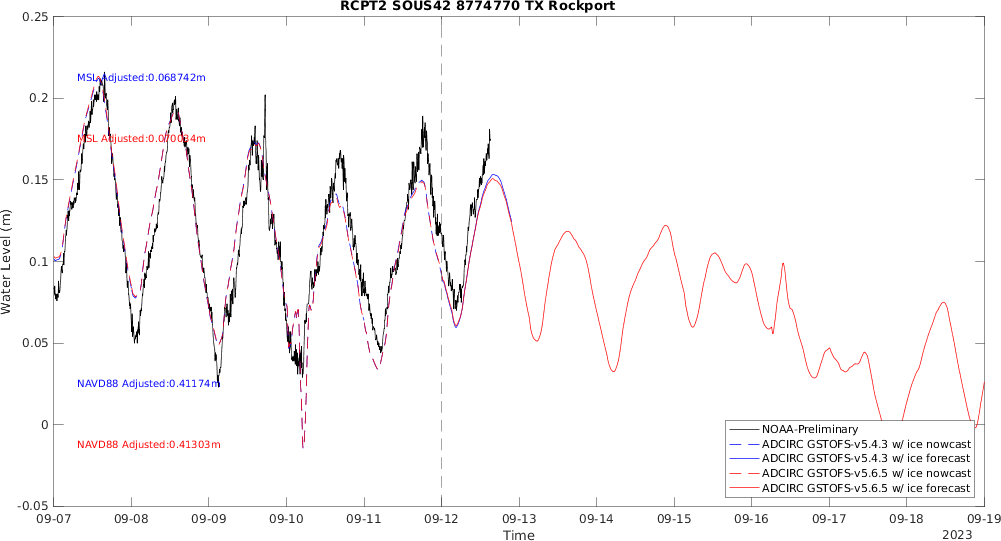 RCPT2 SOUS42 8774770 TX Rockport
0.25
0.2
0.15
0.1
0.05
0
-0.05
Water Level (m)
MSL Adjusted:0.068742m
MSL Adjusted:0.070034m
NAVD88 Adjusted:0.41174m
NAVD88 Adjusted:0.41303m
NOAA-Preliminary
ADCIRC GSTOFS-v5.4.3 w/ ice nowcast
ADCIRC GSTOFS-v5.4.3 w/ ice forecast
ADCIRC GSTOFS-v5.6.5 w/ ice nowcast
ADCIRC GSTOFS-v5.6.5 w/ ice forecast
09-07 09-08 09-09 09-10 09-11 09-12 09-13 09-14 09-15 09-16 09-17 09-18 09-19
Time
2023